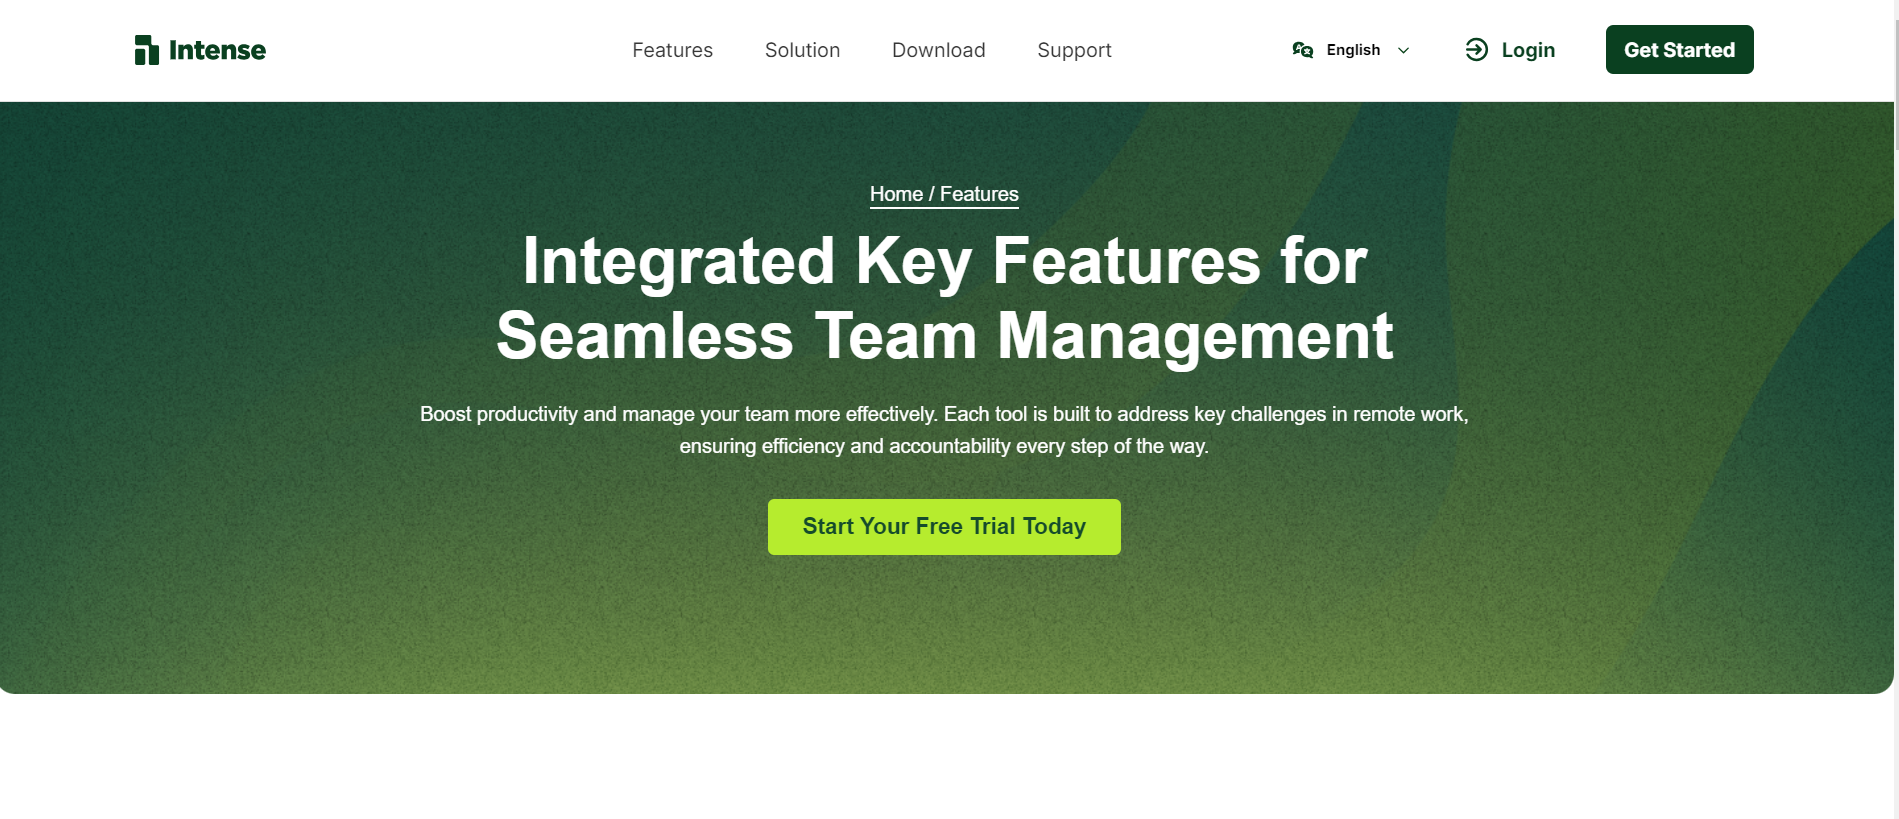 Intense
Features
Solution
Download
Support
English
Login
Get Started
Home / Features
Integrated Key Features for
Seamless Team Management
Boost productivity and manage your team more effectively. Each tool is built to address key challenges in remote work,
ensuring efficiency and accountability every step of the way.
Start Your Free Trial Today